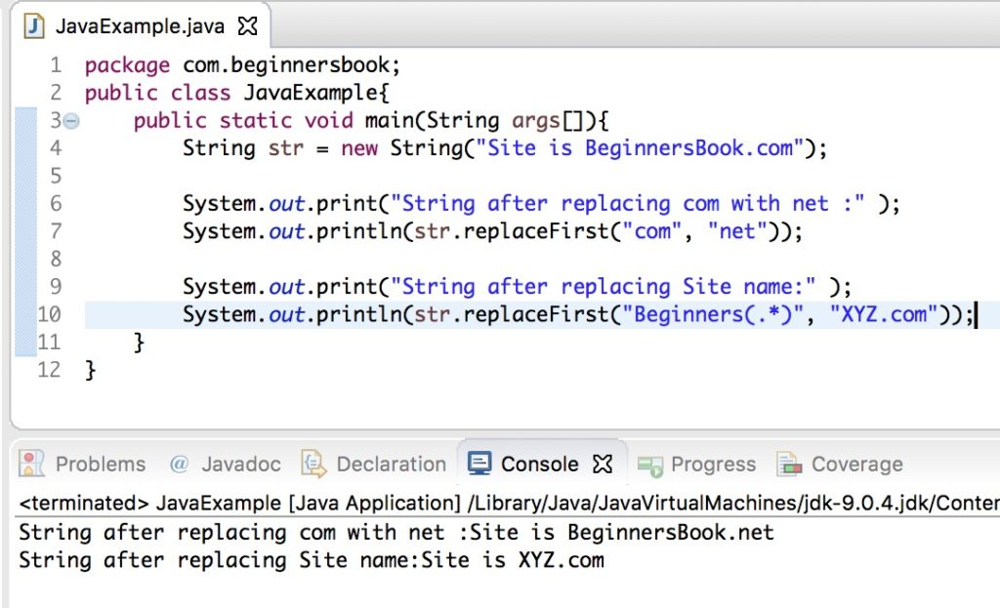 JavaExample.java
1 package com.beginnersbook;
2 public class JavaExample{
3 public static void main(String args[]){
4 String str = new String("Site is BeginnersBook.com");
5
6 System.out.print("String after replacing com with net :" );
7 System.out.println(str.replaceFirst("com", "net"));
8
9 System.out.print("String after replacing Site name:" );
10 System.out.println(str.replaceFirst("Beginners(.*)", "XYZ.com"));
11 }
12 }
Problems @ Javadoc Declaration Console Progress Coverage
<terminated> JavaExample [Java Application] /Library/Java/JavaVirtualMachines/jdk-9.0.4.jdk/Conter
String after replacing com with net :Site is BeginnersBook.net
String after replacing Site name:Site is XYZ.com